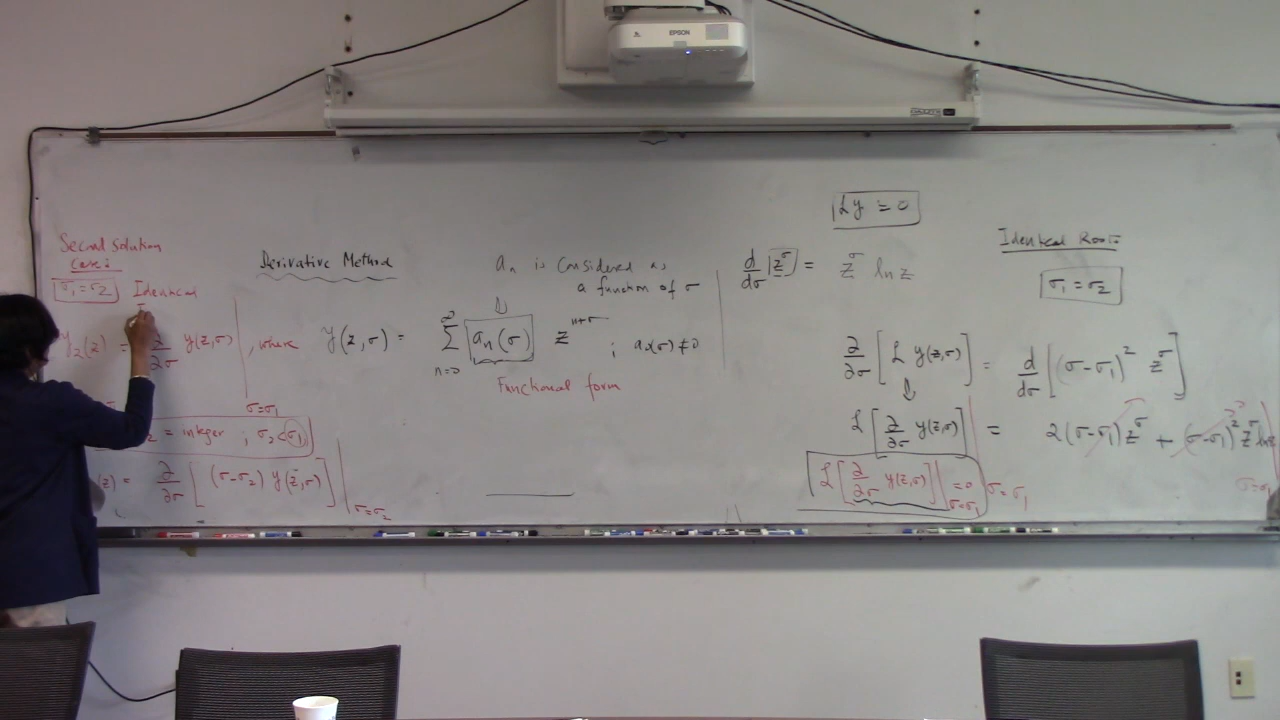 EPSON
Second Solution
Case:
σ₁ = σ₂ Identical
y₂(z) = ∂/∂σ y(z,σ) |σ=σ₁ , where
₂ = integer ; σ₂ < σ₁
(z) = ∂/∂σ [ (σ-σ₂) y(z,σ) ] |σ=σ₂
Derivative Method
y(z,σ) = ∑ n=0 ∞ aₙ(σ) z^(n+σ) ; a₀(σ) ≠ 0
aₙ is considered as
a function of σ
Functional form
Ly = 0
d/dσ [z^σ] = z^σ ln z
Identical Roots
σ₁ = σ₂
∂/∂σ [ L y(z,σ) ] = d/dσ [ (σ-σ₁)² z^σ ]
L [ ∂/∂σ y(z,σ) ] |σ=σ₁ = 2(σ-σ₁) z^σ + (σ-σ₁)² z^σ ln z |σ=σ₁
L [ ∂/∂σ y(z,σ) ] |σ=σ₁ = 0